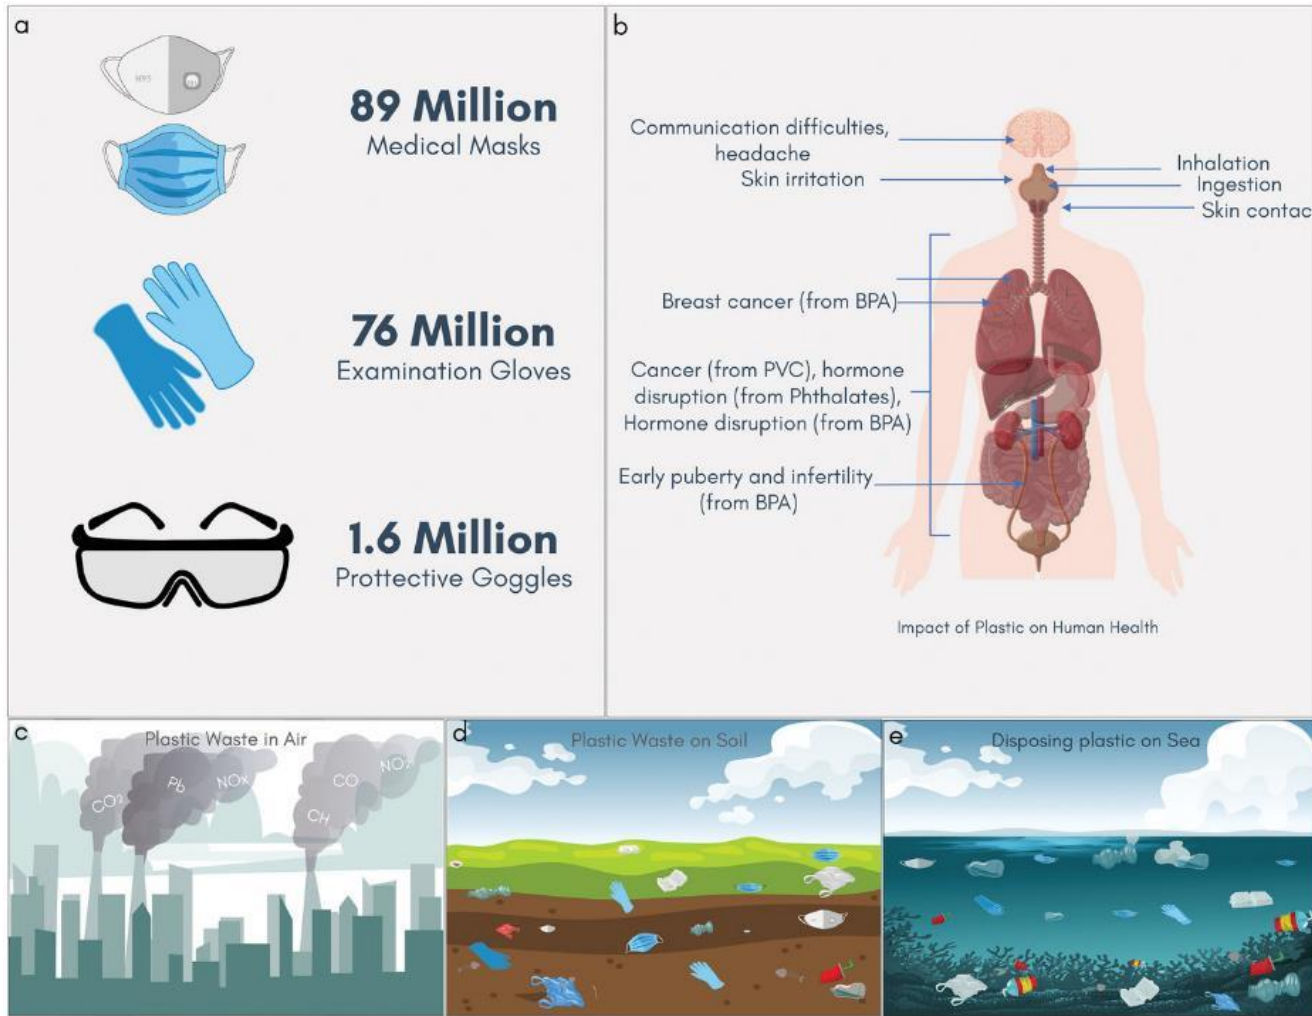 a
89 Million
Medical Masks
76 Million
Examination Gloves
1.6 Million
Prottective Goggles
b
Communication difficulties,
headache
Skin irritation
Inhalation
Ingestion
Skin contac
Breast cancer (from BPA)
Cancer (from PVC), hormone
disruption (from Phthalates),
Hormone disruption (from BPA)
Early puberty and infertility
(from BPA)
Impact of Plastic on Human Health
c
Plastic Waste in Air
CO₂
Pb
NOx
CH
CO
NO₂
d
Plastic Waste on Soil
e
Disposing plastic on Sea